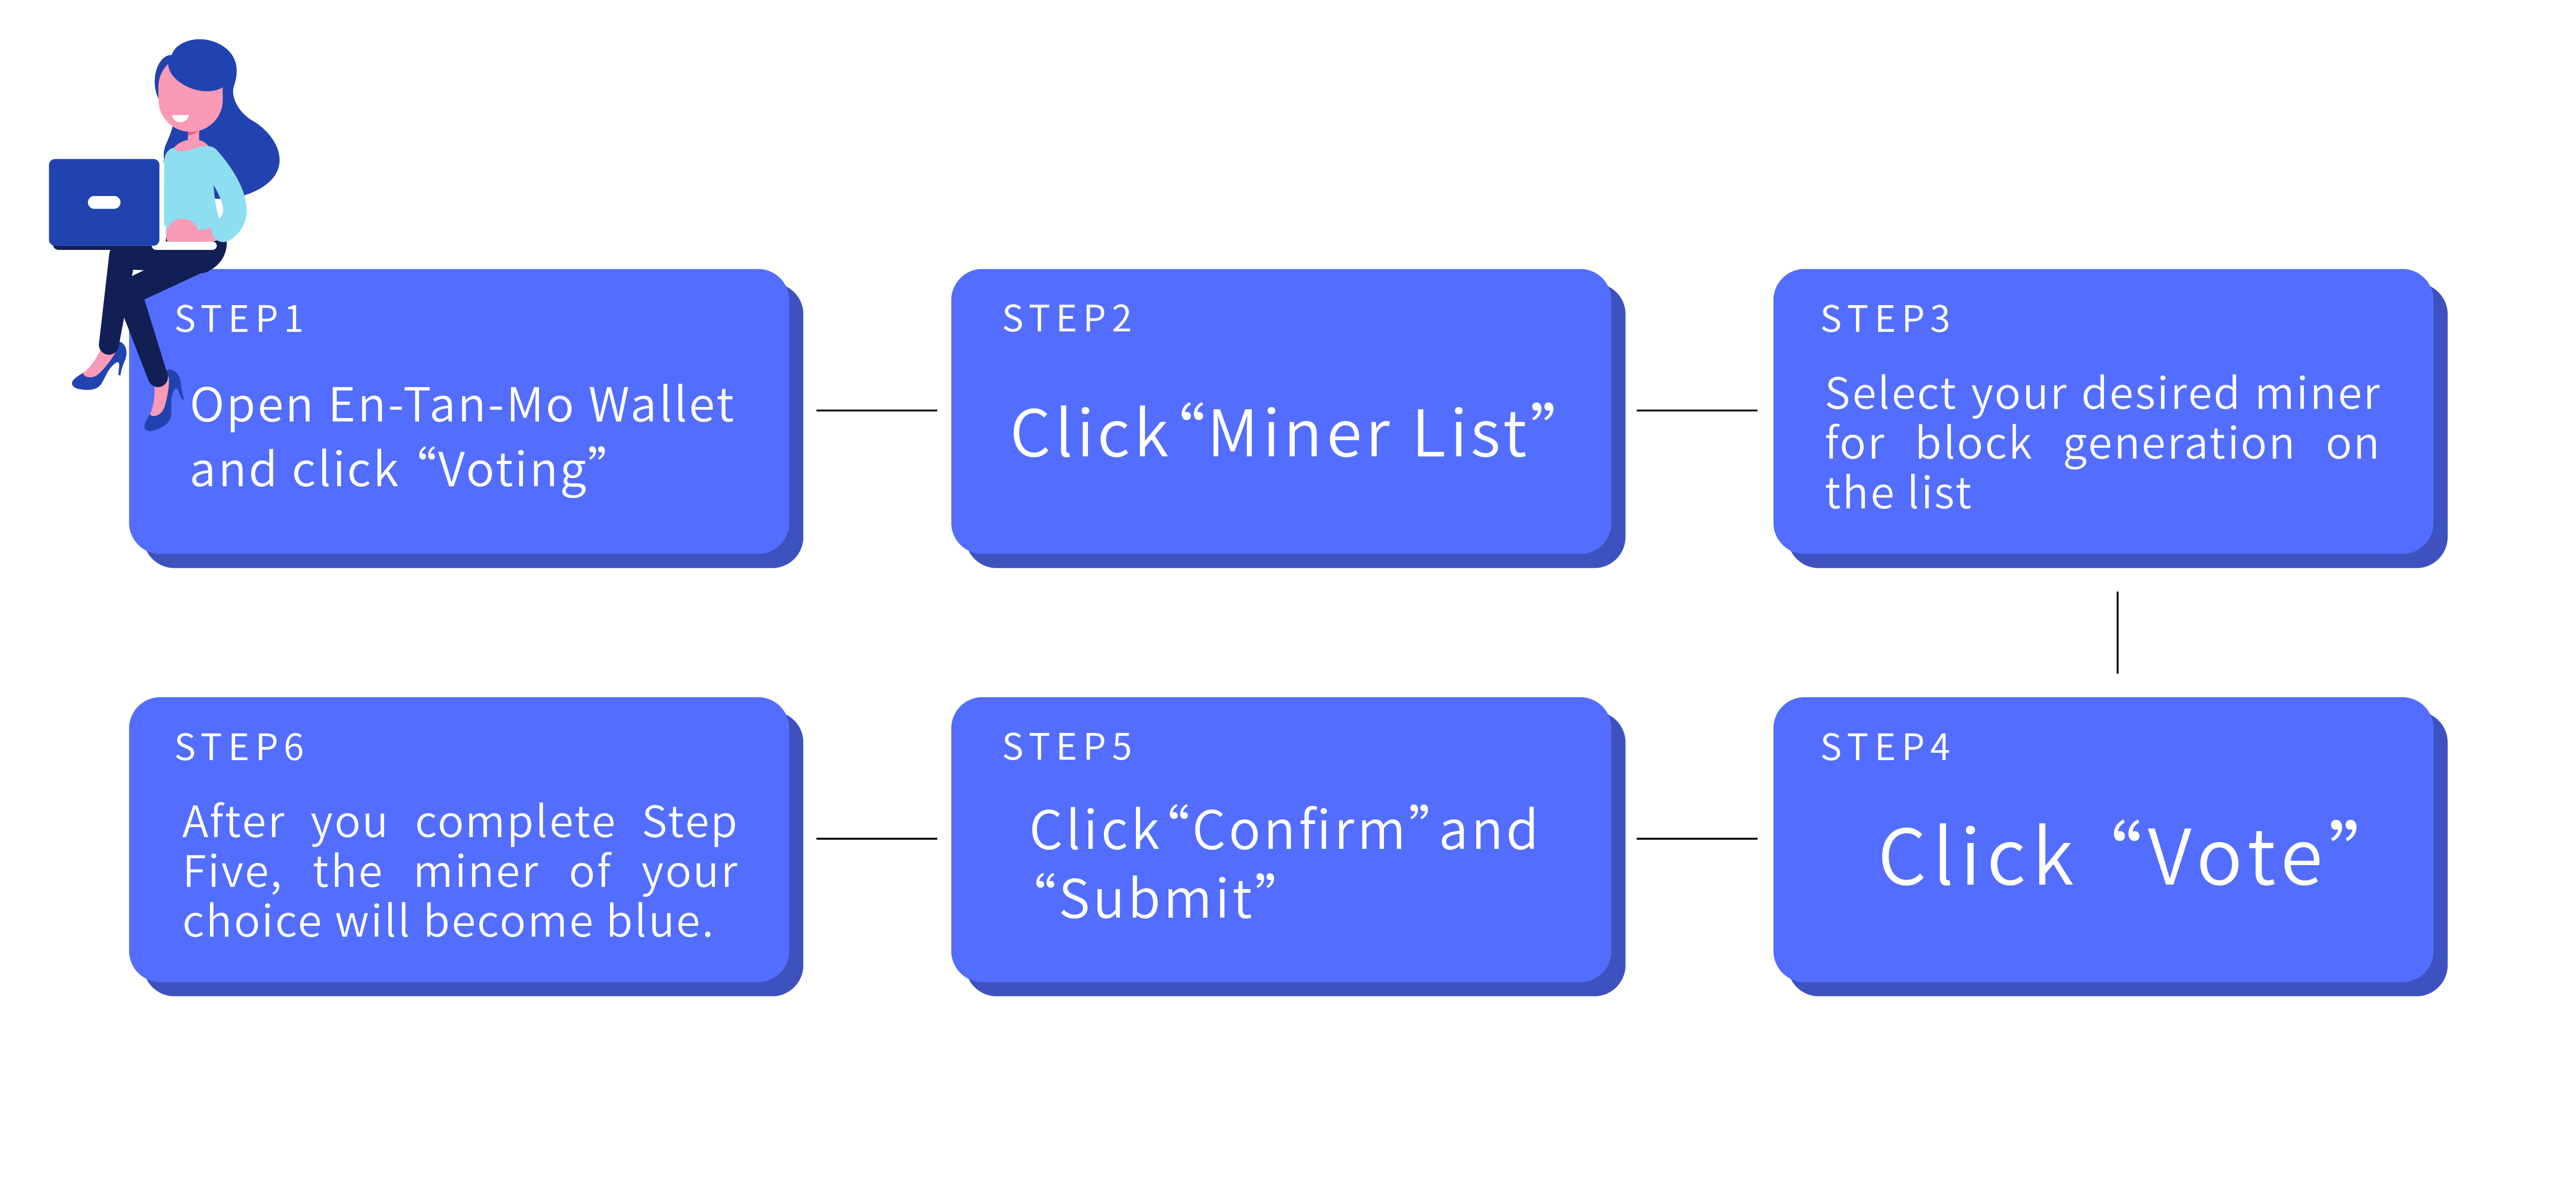 STEP1
Open En-Tan-Mo Wallet
and click “Voting”
STEP2
Click“Miner List”
STEP3
Select your desired miner
for block generation on
the list
STEP4
Click “Vote”
STEP5
Click“Confirm”and
“Submit”
STEP6
After you complete Step
Five, the miner of your
choice will become blue.